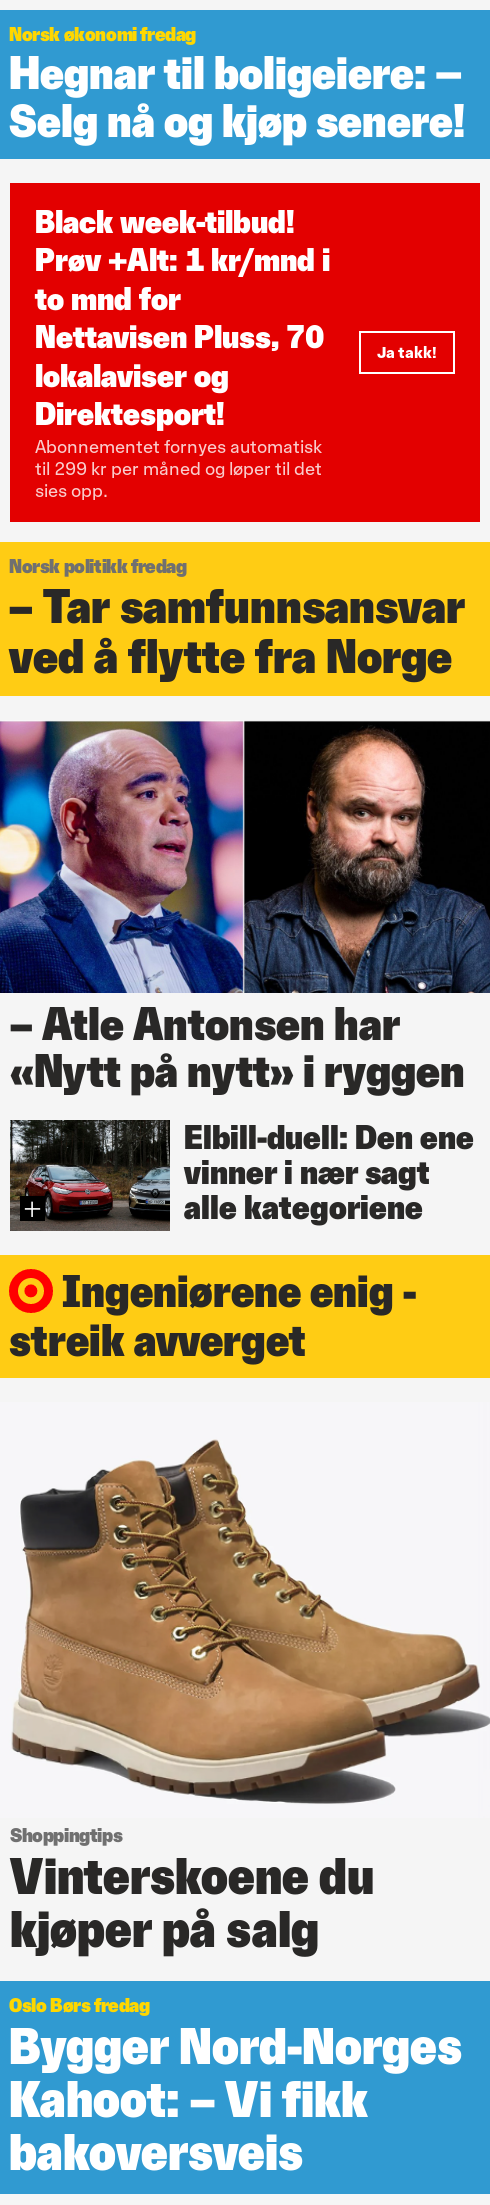 Norsk økonomi fredag
Hegnar til boligeiere: –
Selg nå og kjøp senere!
Black week-tilbud!
Prøv +Alt: 1 kr/mnd i
to mnd for
Nettavisen Pluss, 70
lokalaviser og
Direktesport!
Abonnementet fornyes automatisk
til 299 kr per måned og løper til det
sies opp.
Ja takk!
Norsk politikk fredag
– Tar samfunnsansvar
ved å flytte fra Norge
– Atle Antonsen har
«Nytt på nytt» i ryggen
Elbill-duell: Den ene
vinner i nær sagt
alle kategoriene
Ingeniørene enig -
streik avverget
Shoppingtips
Vinterskoene du
kjøper på salg
Oslo Børs fredag
Bygger Nord-Norges
Kahoot: – Vi fikk
bakoversveis